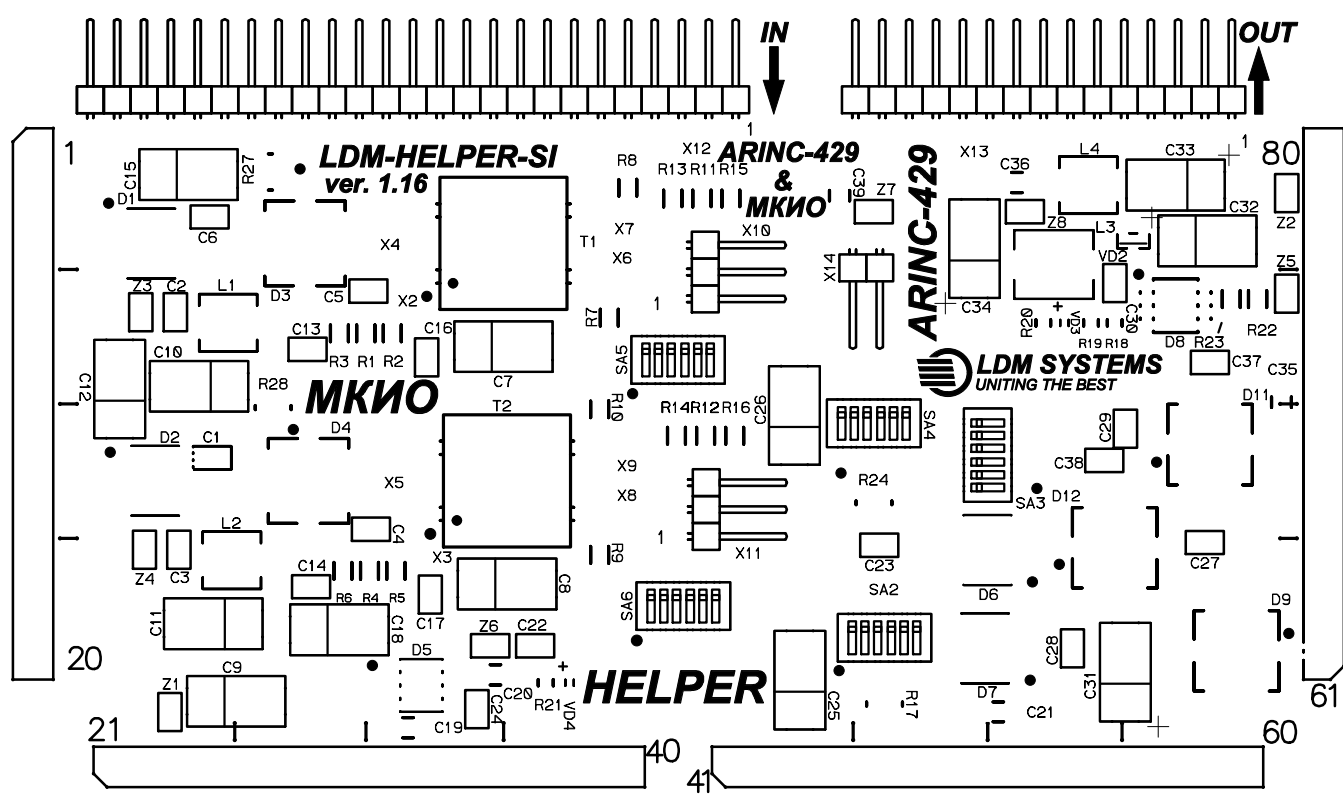 IN
OUT
1
X12
1
80
C15
R27
LDM-HELPER-SI
ver. 1.16
R8
R13 R11 R15
ARINC-429
&
МКИО
C39
Z7
ARINC-429
X13
C36
L4
C33
Z2
D1
C6
X4
T1
X7
X6
X10
1
X14
Z8
L3
C32
VD2
Z5
Z3
C2
L1
D3
C5
X2
C34
C13
R3
R1
R2
C16
R7
R20
VD3
R19
R18
C30
D8
R23
R22
C12
C10
R28
МКИО
C7
SA5
LDM SYSTEMS
UNITING THE BEST
C37
C35
T2
R10
R14 R12 R16
C29
SA4
C29
D11
D2
C1
D4
X5
X9
X8
C38
R24
SA3
D12
L2
C4
X3
1
X11
Z4
C3
C14
R6
R4
R5
C17
C8
R9
C23
D6
C27
C11
C18
SA6
SA2
D9
20
C9
D5
Z6
C22
C28
C31
Z1
C19
C24
C20
R21
VD4
HELPER
C25
R17
D7
C21
61
21
40
41
60